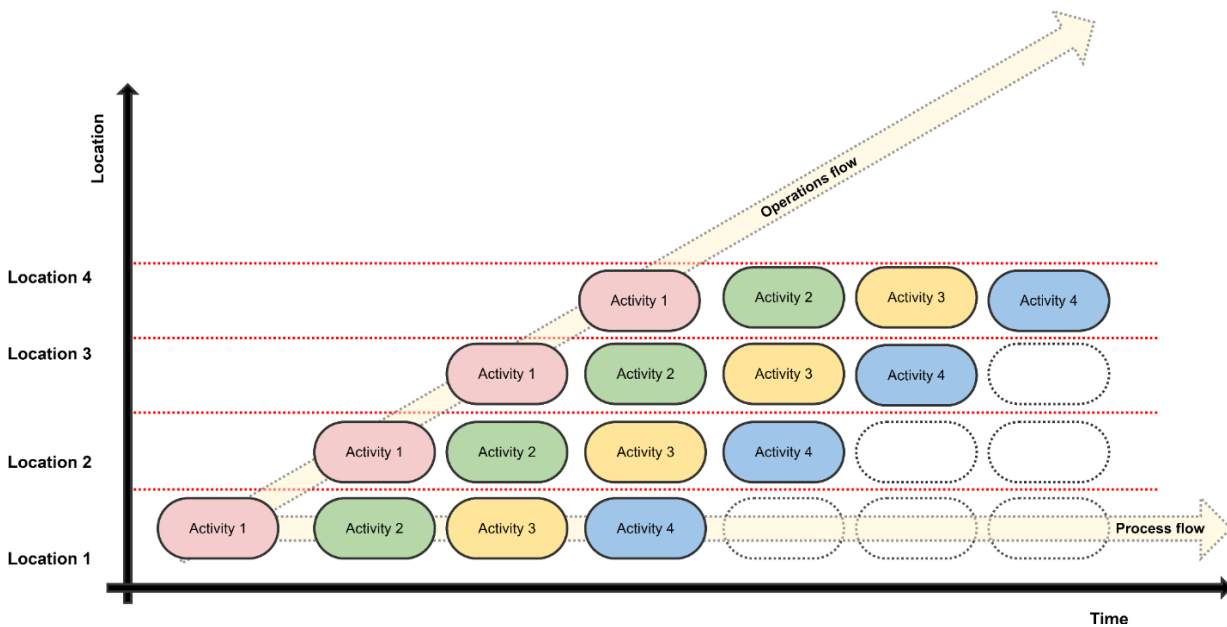 Location
Operations flow
Location 4
Activity 1
Activity 2
Activity 3
Activity 4
Location 3
Activity 1
Activity 2
Activity 3
Activity 4
Location 2
Activity 1
Activity 2
Activity 3
Activity 4
Location 1
Activity 1
Activity 2
Activity 3
Activity 4
Process flow
Time